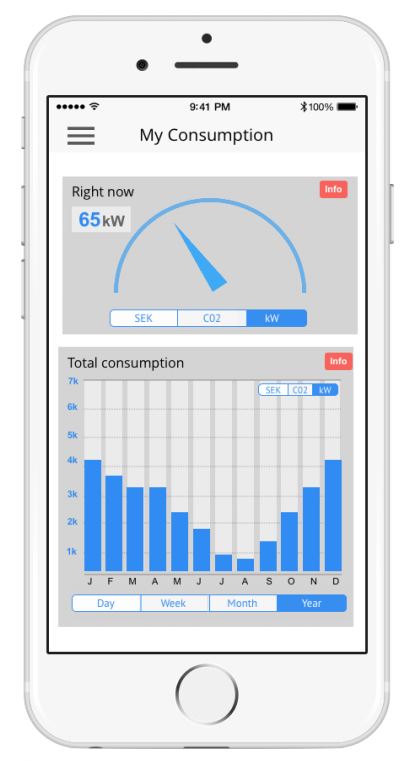 9:41 PM 100%
My Consumption
Right now Info
65kW
SEK C02 kW
Total consumption Info
7k
SEK C02 kW
6k
5k
4k
3k
2k
1k
J F M A M J J A S O N D
Day Week Month Year